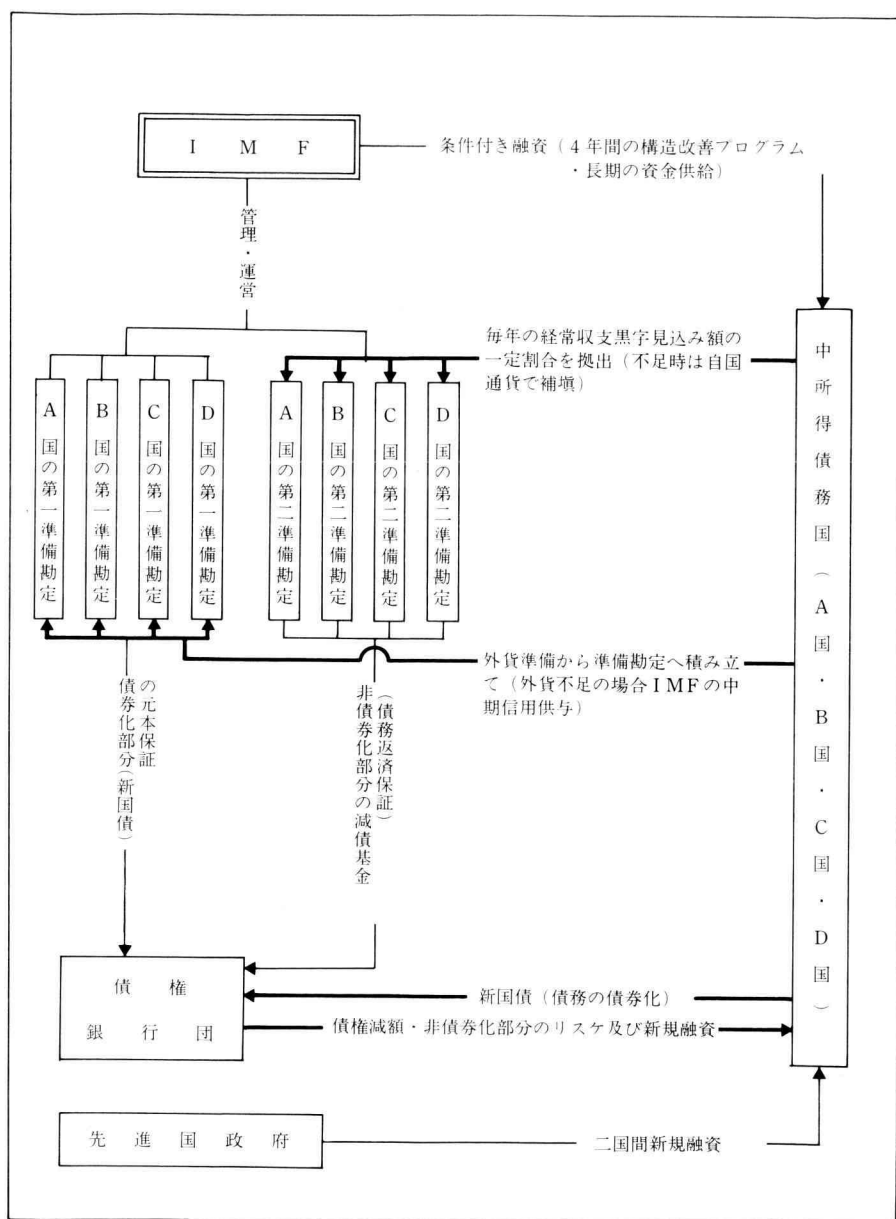 I M F
条件付き融資(4年間の構造改善プログラム
・長期の資金供給)
管理・運営
毎年の経常収支黒字見込み額の
一定割合を拠出(不足時は自国
通貨で補塡)
A国の第一準備勘定
B国の第一準備勘定
C国の第一準備勘定
D国の第一準備勘定
A国の第二準備勘定
B国の第二準備勘定
C国の第二準備勘定
D国の第二準備勘定
中所得債務国(A国・B国・C国・D国)
外貨準備から準備勘定へ積み立
て(外貨不足の場合IMFの中
期信用供与)
の元本保証
債券化部分(新国債)
(債務返済保証)
非債券化部分の減債基金
債権
銀行団
新国債(債務の債券化)
債権減額・非債券化部分のリスケ及び新規融資
先進国政府
二国間新規融資